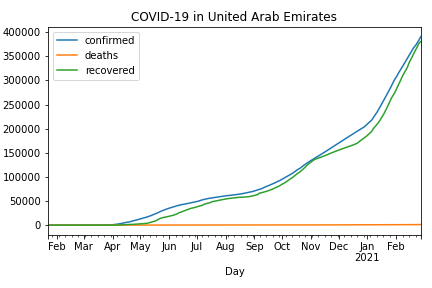 COVID-19 in United Arab Emirates
400000
350000
300000
250000
200000
150000
100000
50000
0
confirmed
deaths
recovered
Feb Mar Apr May Jun Jul Aug Sep Oct Nov Dec Jan Feb
2021
Day